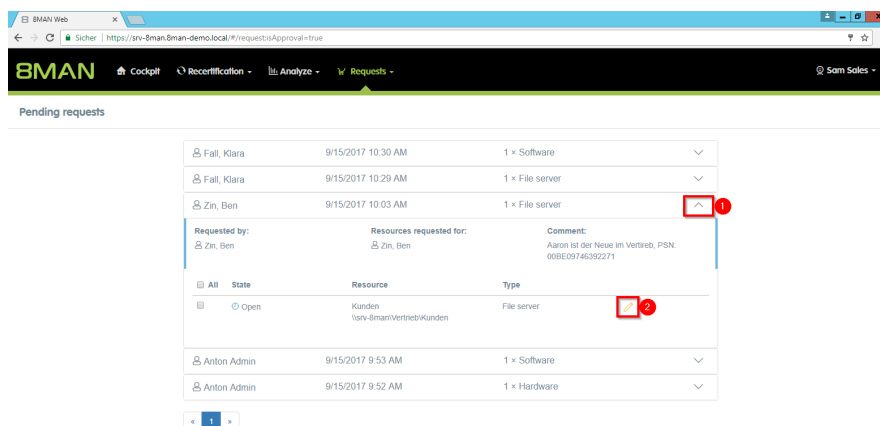 8MAN Web
Sicher https://srv-8man.8man-demo.local/#/request:isApproval=true
8MAN Cockpit Recertification Analyze Requests Sam Sales
Pending requests
Fall, Klara 9/15/2017 10:30 AM 1 × Software
Fall, Klara 9/15/2017 10:29 AM 1 × File server
Zin, Ben 9/15/2017 10:03 AM 1 × File server 1
Requested by: Resources requested for: Comment:
Zin, Ben Zin, Ben Aaron ist der Neue im Vertireb, PSN:
00BE09746392271
All State Resource Type
Open Kunden File server 2
\\srv-8man\Vertrieb\Kunden
Anton Admin 9/15/2017 9:53 AM 1 × Software
Anton Admin 9/15/2017 9:52 AM 1 × Hardware
« 1 »